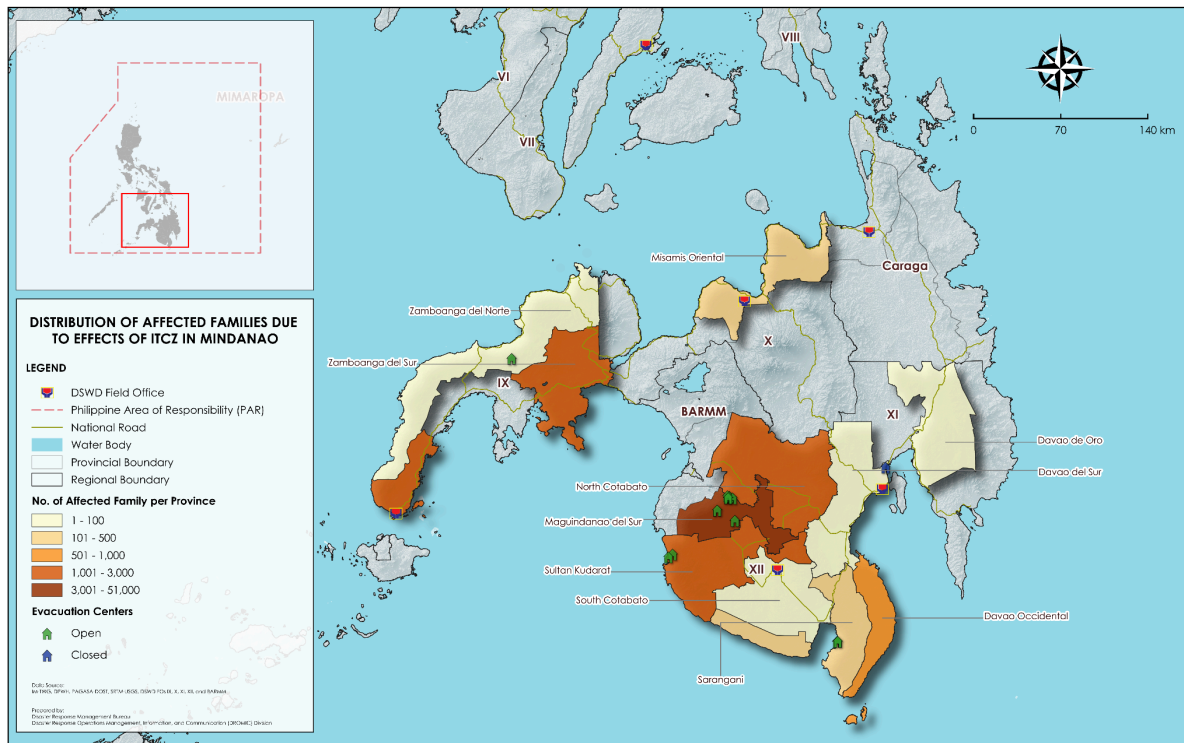 MIMAROPA
DISTRIBUTION OF AFFECTED FAMILIES DUE
TO EFFECTS OF ITCZ IN MINDANAO
LEGEND
DSWD Field Office
Philippine Area of Responsibility (PAR)
National Road
Water Body
Provincial Boundary
Regional Boundary
No. of Affected Family per Province
1 - 100
101 - 500
501 - 1,000
1,001 - 3,000
3,001 - 51,000
Evacuation Centers
Open
Closed
Data Source:
DPWH, PAGASA-DOST, and BARMM
Prepared by:
Disaster Response Management Bureau
Disaster Response Operations Management, Information, and Communication (DROMIC) Division
0 70 140 km
VI
VII
VIII
Misamis Oriental
Caraga
Zamboanga del Norte
X
Zamboanga del Sur
IX
BARMM
XI
Davao de Oro
Davao del Sur
North Cotabato
Maguindanao del Sur
Sultan Kudarat
XII
South Cotabato
Davao Occidental
Sarangani